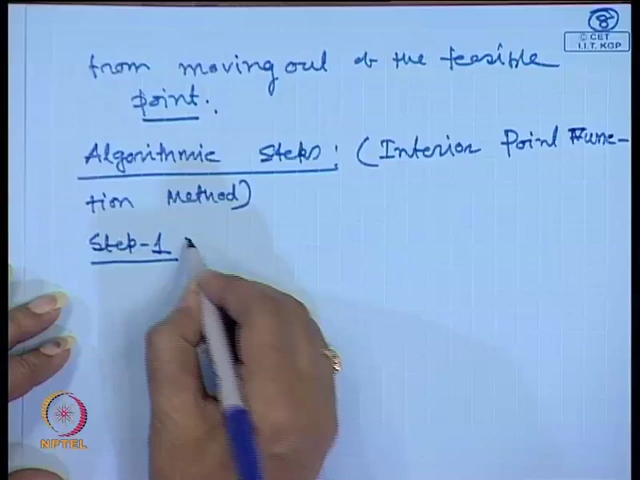 8
© CET
I.I.T. KGP
from moving out of the feasible
point.
Algorithmic Steps: (Interior Point Func-
tion Method)
Step-1
NPTEL